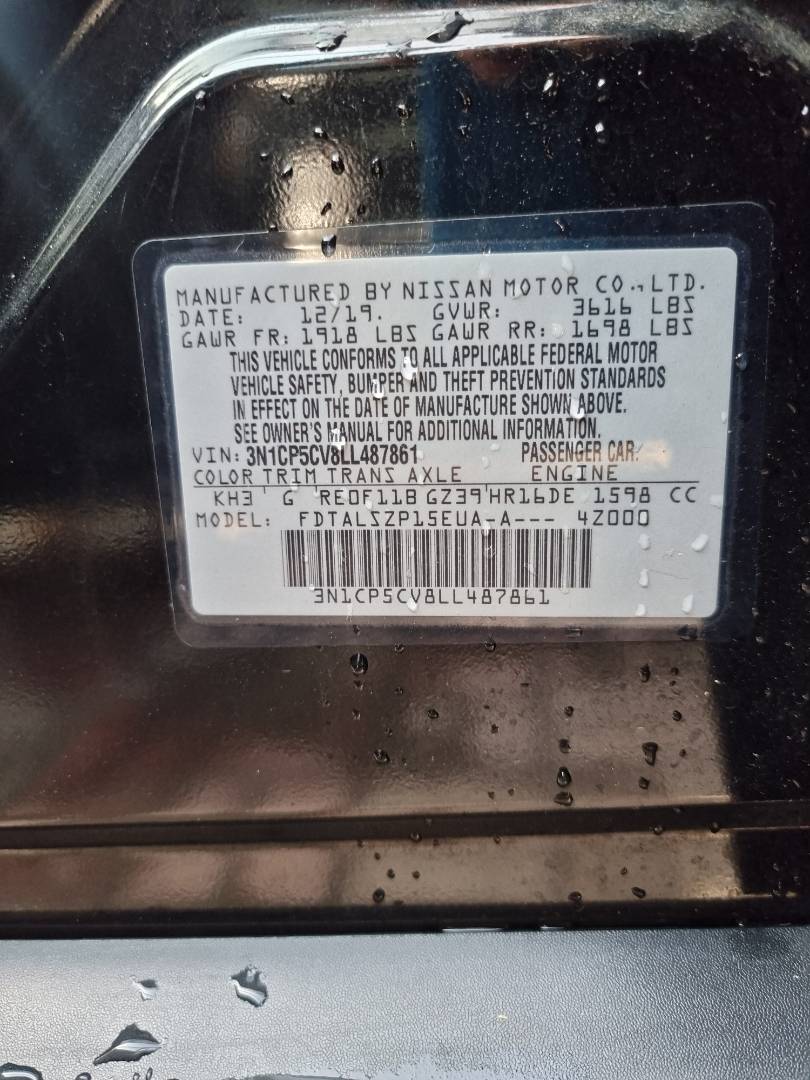 MANUFACTURED BY NISSAN MOTOR CO., LTD.
DATE: 12/19. GVWR: 3616 LBS
GAWR FR: 1918 LBS GAWR RR: 1698 LBS
THIS VEHICLE CONFORMS TO ALL APPLICABLE FEDERAL MOTOR
VEHICLE SAFETY, BUMPER AND THEFT PREVENTION STANDARDS
IN EFFECT ON THE DATE OF MANUFACTURE SHOWN ABOVE.
SEE OWNER'S MANUAL FOR ADDITIONAL INFORMATION.
VIN: 3N1CP5CV8LL487861 PASSENGER CAR
COLOR TRIM TRANS AXLE ENGINE
KH3 G RE0F11B GZ39 HR16DE 1598 CC
MODEL: FDTALSZP15EUA-A--- 4Z000
3N1CP5CV8LL487861